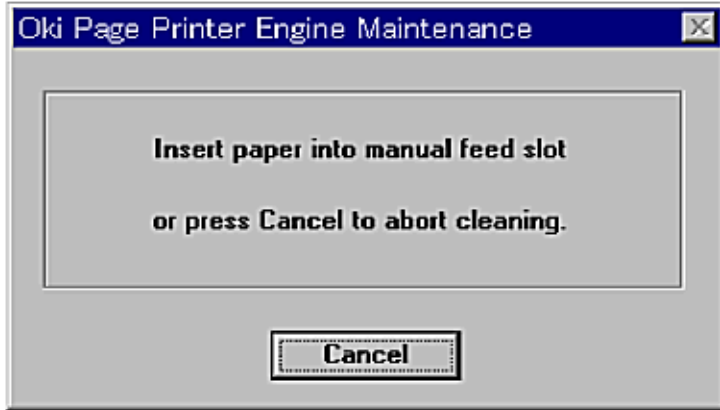 Oki Page Printer Engine Maintenance
Insert paper into manual feed slot
or press Cancel to abort cleaning.
Cancel